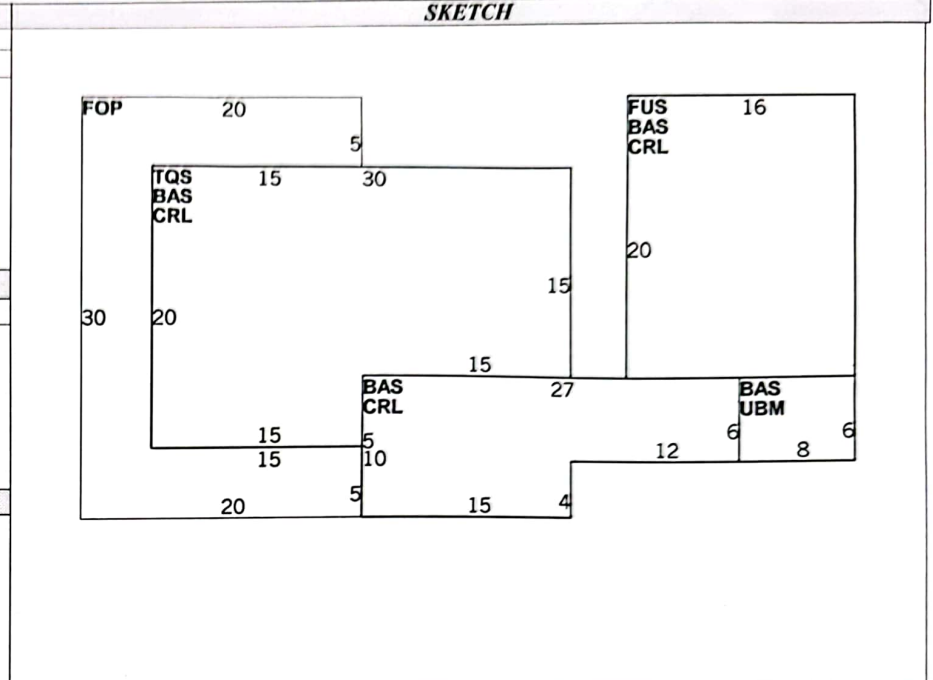 SKETCH
FOP 20
5
TQS 15 30
BAS
CRL
30 20
15
15
BAS 27
CRL
15 5
15 10
20 5 15 4
FUS 16
BAS
CRL
20
BAS
UBM
6 6
12 8